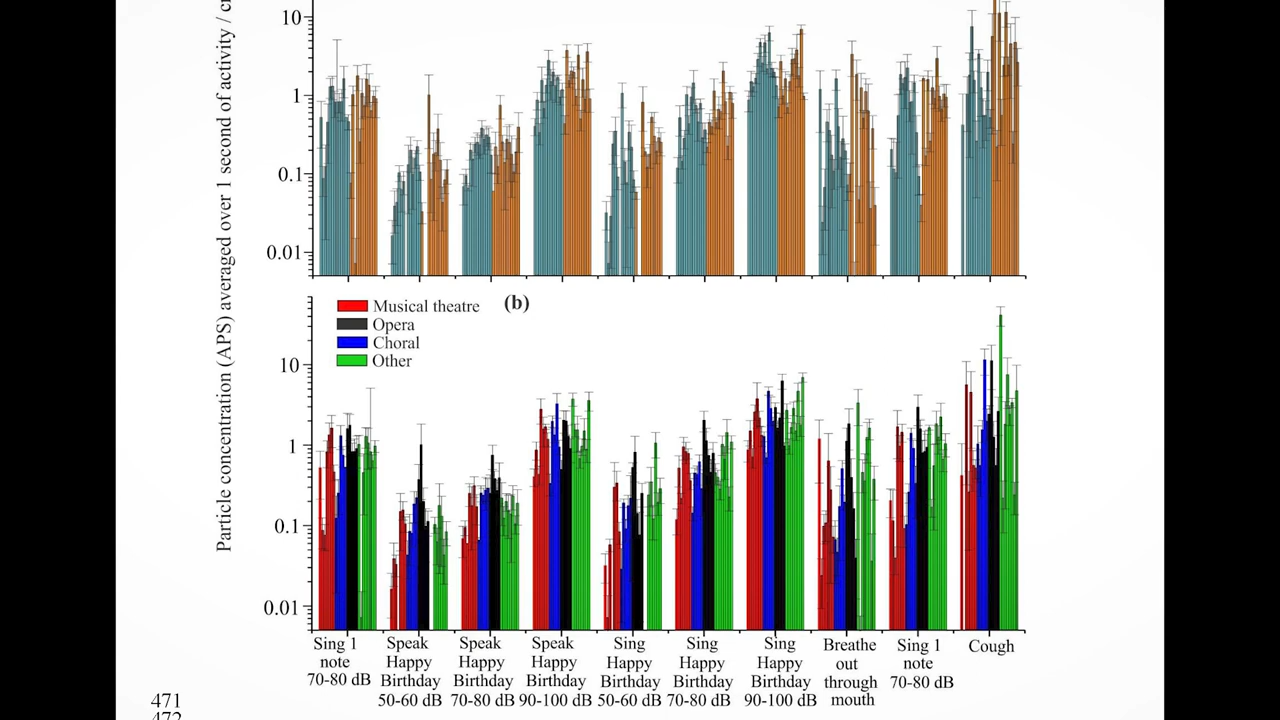 Particle concentration (APS) averaged over 1 second of activity /
10
1
0.1
0.01
(b)
Musical theatre
Opera
Choral
Other
10
1
0.1
0.01
Sing 1
note
70-80 dB
Speak
Happy
Birthday
50-60 dB
Speak
Happy
Birthday
70-80 dB
Speak
Happy
Birthday
90-100 dB
Sing
Happy
Birthday
50-60 dB
Sing
Happy
Birthday
70-80 dB
Sing
Happy
Birthday
90-100 dB
Breathe
out
through
mouth
Sing 1
note
70-80 dB
Cough
471
472